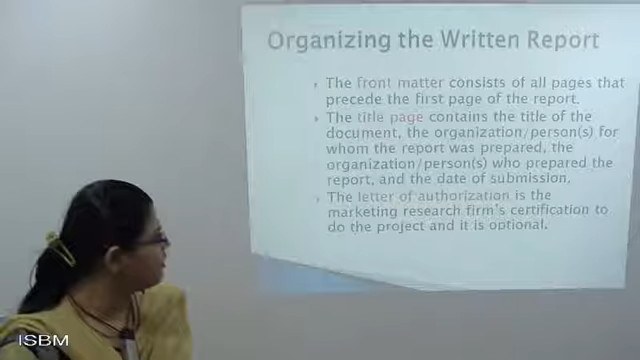 Organizing the Written Report
The front matter consists of all pages that
precede the first page of the report.
The title page contains the title of the
document, the organization/person(s) for
whom the report was prepared, the
organization/person(s) who prepared the
report, and the date of submission.
The letter of authorization is the
marketing research firm's certification to
do the project and it is optional.
ISBM